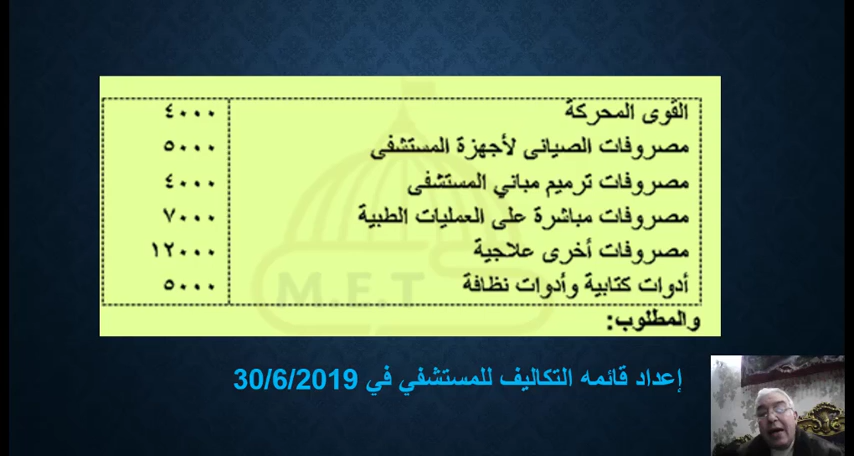 القوى المحركة ٤٠٠٠
مصروفات الصيانى لأجهزة المستشفى ٥٠٠٠
مصروفات ترميم مباني المستشفى ٤٠٠٠
مصروفات مباشرة على العمليات الطبية ٧٠٠٠
مصروفات أخرى علاجية ١٢٠٠٠
أدوات كتابية وأدوات نظافة ٥٠٠٠
والمطلوب:
M.E.T
إعداد قائمه التكاليف للمستشفي في 30/6/2019